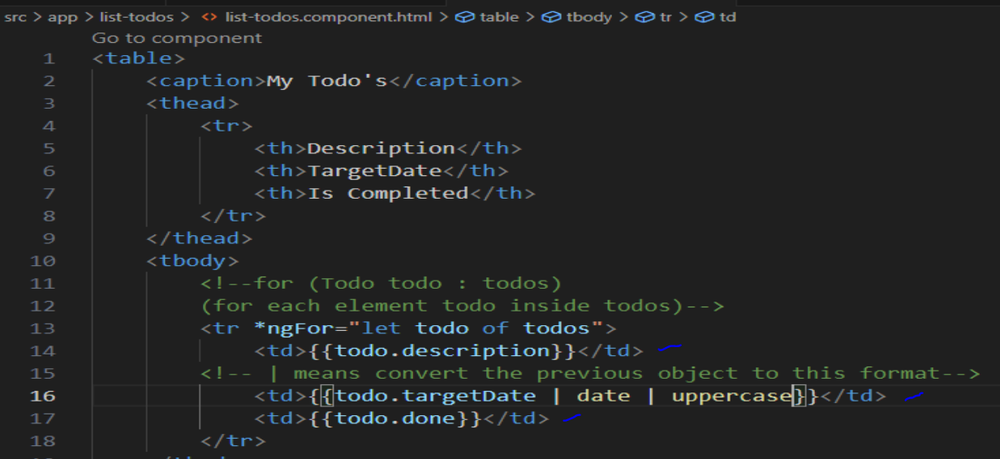 src > app > list-todos > <> list-todos.component.html > table > tbody > tr > td
Go to component
1 <table>
2 <caption>My Todo's</caption>
3 <thead>
4 <tr>
5 <th>Description</th>
6 <th>TargetDate</th>
7 <th>Is Completed</th>
8 </tr>
9 </thead>
10 <tbody>
11 <!--for (Todo todo : todos)
12 (for each element todo inside todos)-->
13 <tr *ngFor="let todo of todos">
14 <td>{{todo.description}}</td>
15 <!-- | means convert the previous object to this format-->
16 <td>{{todo.targetDate | date | uppercase}}</td>
17 <td>{{todo.done}}</td>
18 </tr>